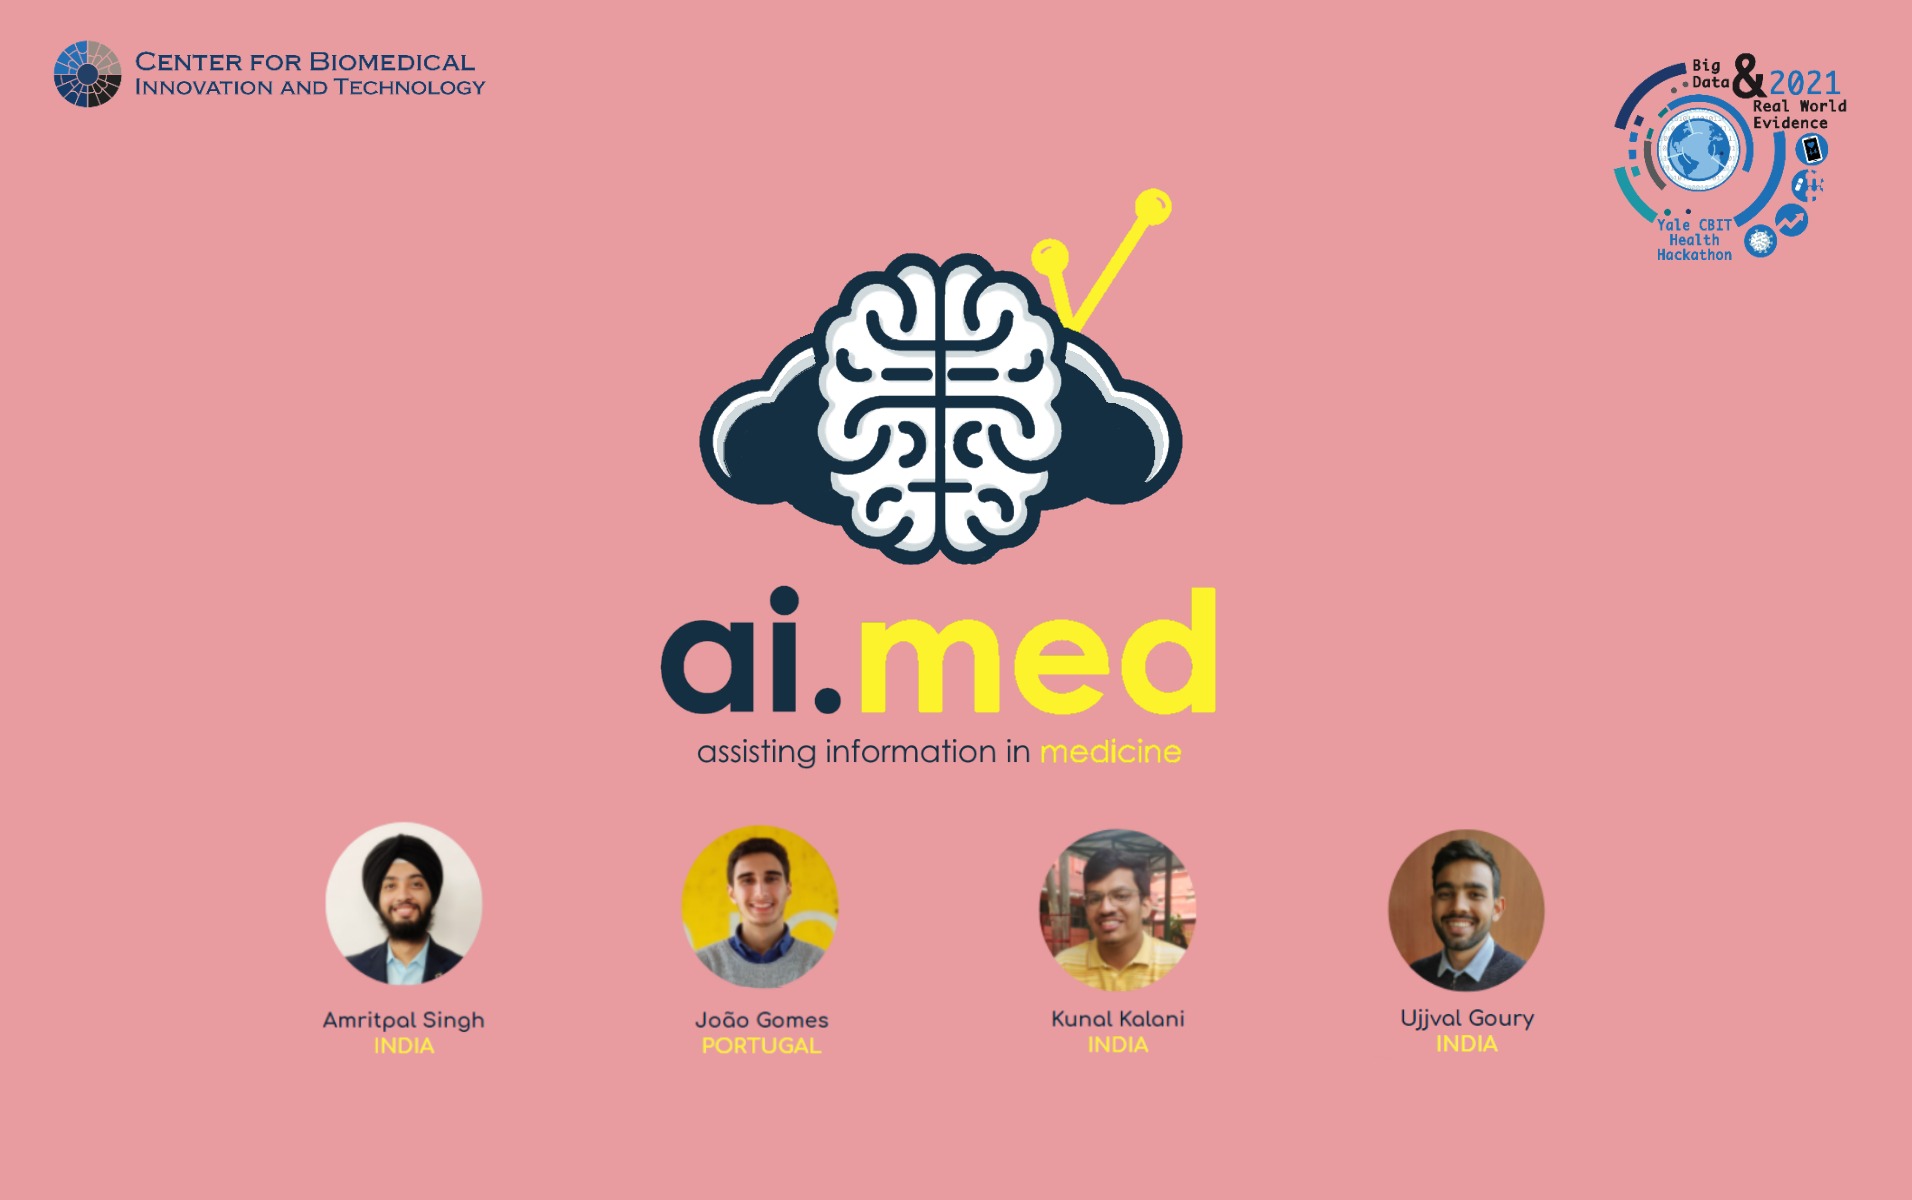 CENTER FOR BIOMEDICAL
INNOVATION AND TECHNOLOGY
Big
Data
&
2021
Real World
Evidence
Yale CBIT
Health
Hackathon
ai.med
assisting information in medicine
Amritpal Singh
INDIA
João Gomes
PORTUGAL
Kunal Kalani
INDIA
Ujjval Goury
INDIA